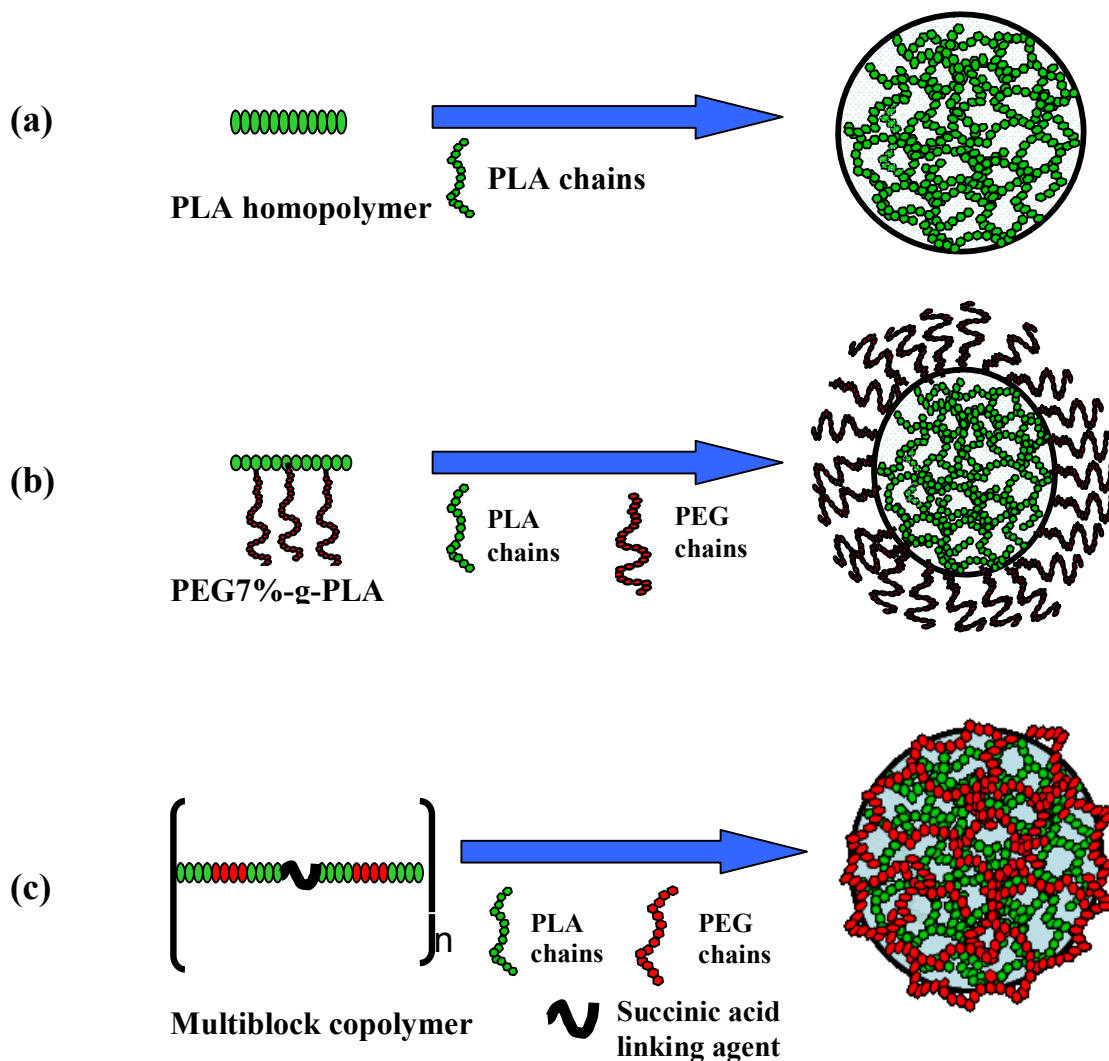 (a)
PLA homopolymer
PLA chains
(b)
PEG7%-g-PLA
PLA
chains
PEG
chains
(c)
n
Multiblock copolymer
PLA
chains
PEG
chains
Succinic acid
linking agent